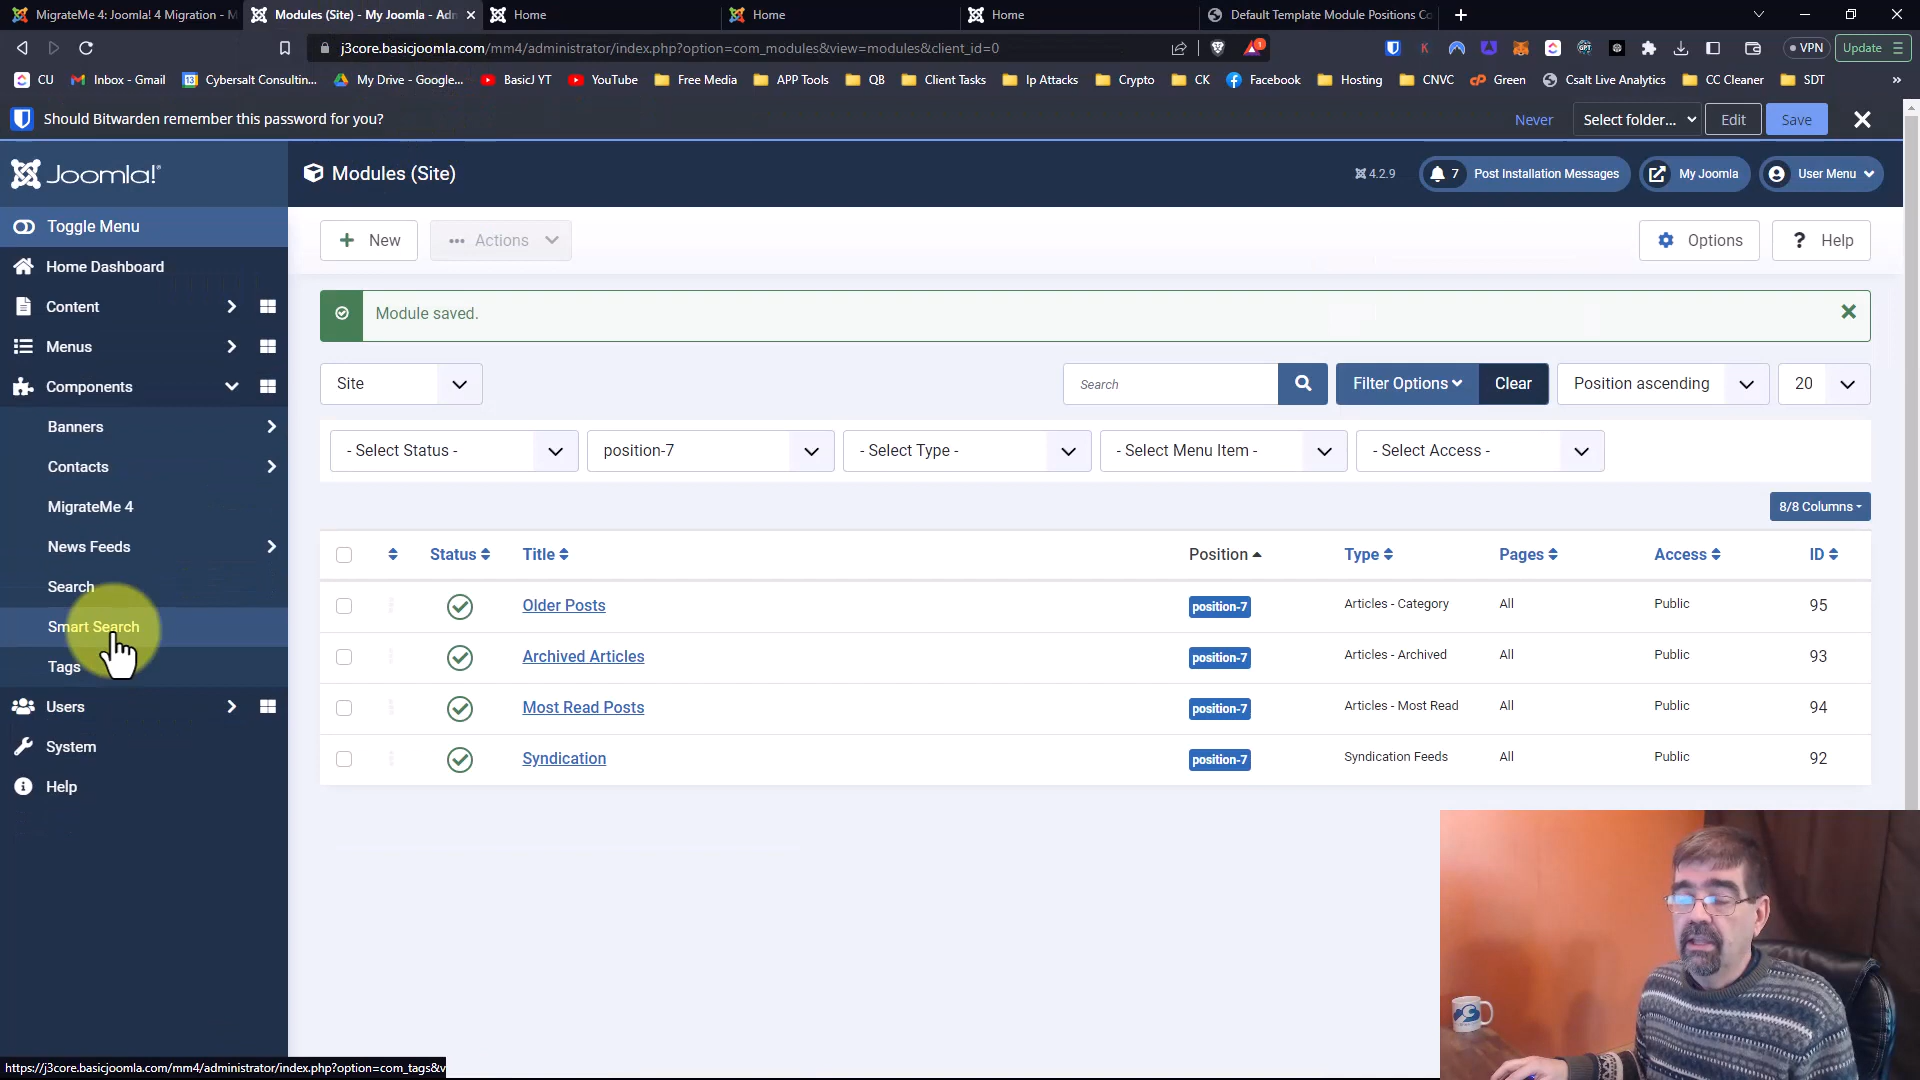 MigrateMe 4: Joomla! 4 Migration - M
Modules (Site) - My Joomla - Adm
Home
Home
Home
Default Template Module Positions Co
j3core.basicjoomla.com/mm4/administrator/index.php?option=com_modules&view=modules&client_id=0
1
VPN
Update
CU
Inbox - Gmail
Cybersalt Consultin...
My Drive - Google...
BasicJ YT
YouTube
Free Media
APP Tools
QB
Client Tasks
Ip Attacks
Crypto
CK
Facebook
Hosting
CNVC
Green
Csalt Live Analytics
CC Cleaner
SDT
»
Should Bitwarden remember this password for you?
Never
Select folder...
Edit
Save
Joomla!
Modules (Site)
4.2.9
7 Post Installation Messages
My Joomla
User Menu
Toggle Menu
Home Dashboard
Content
Menus
Components
Banners
Contacts
MigrateMe 4
News Feeds
Search
Smart Search
Tags
Users
System
Help
New
Actions
Options
Help
Module saved.
Site
Search
Filter Options
Clear
Position ascending
20
- Select Status -
position-7
- Select Type -
- Select Menu Item -
- Select Access -
8/8 Columns
Status Title Position Type Pages Access ID
Older Posts position-7 Articles - Category All Public 95
Archived Articles position-7 Articles - Archived All Public 93
Most Read Posts position-7 Articles - Most Read All Public 94
Syndication position-7 Syndication Feeds All Public 92
https://j3core.basicjoomla.com/mm4/administrator/index.php?option=com_tags&v